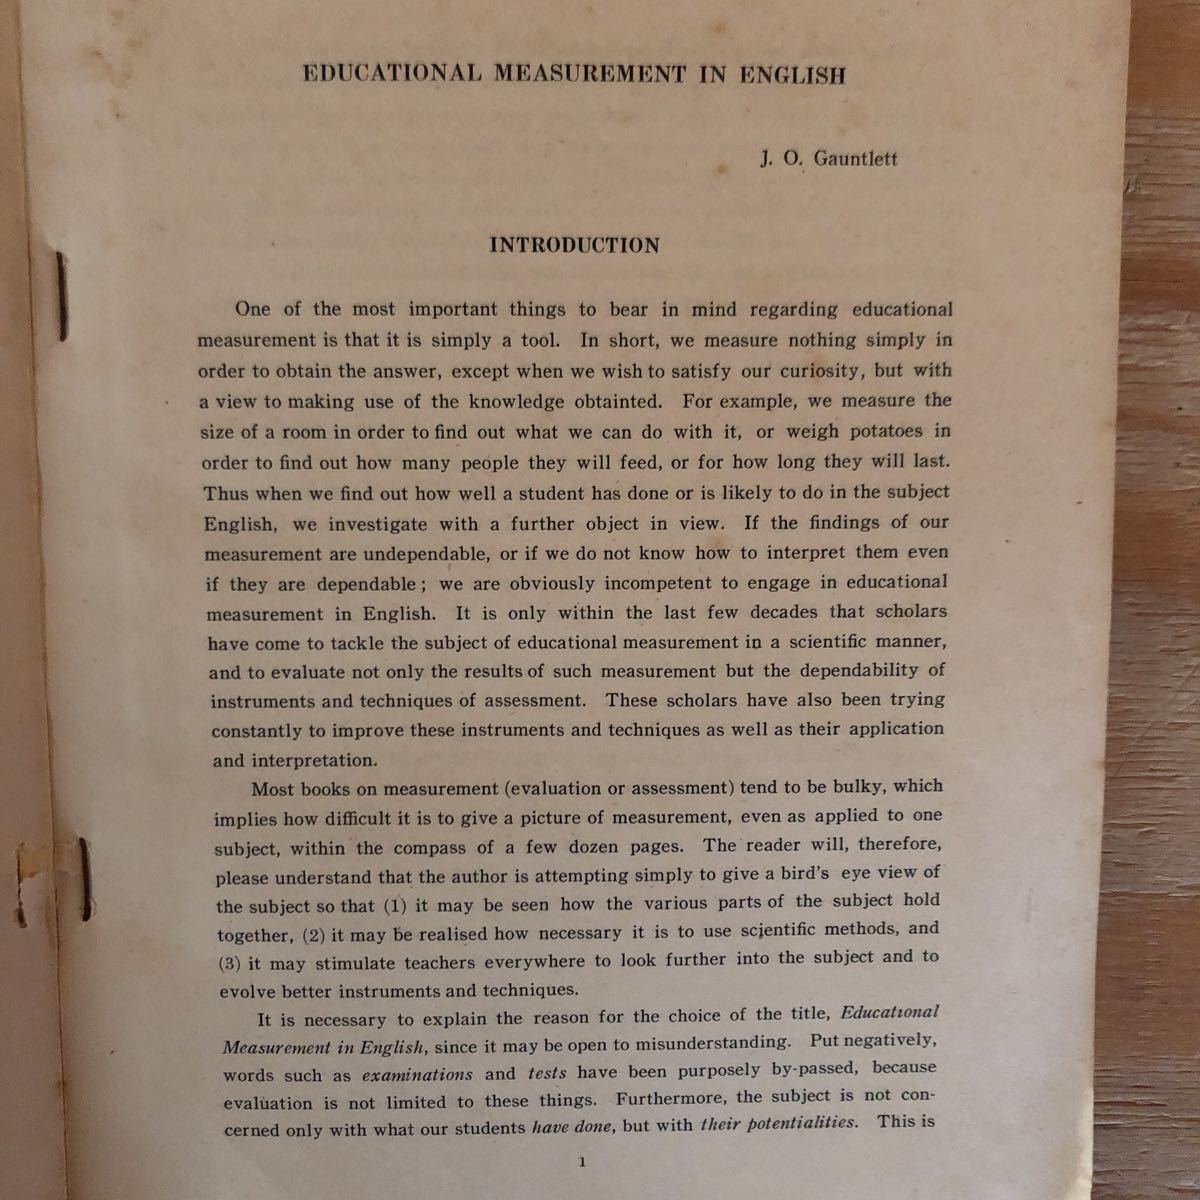 EDUCATIONAL MEASUREMENT IN ENGLISH
J. O. Gauntlett
INTRODUCTION
One of the most important things to bear in mind regarding educational
measurement is that it is simply a tool. In short, we measure nothing simply in
order to obtain the answer, except when we wish to satisfy our curiosity, but with
a view to making use of the knowledge obtainted. For example, we measure the
size of a room in order to find out what we can do with it, or weigh potatoes in
order to find out how many people they will feed, or for how long they will last.
Thus when we find out how well a student has done or is likely to do in the subject
English, we investigate with a further object in view. If the findings of our
measurement are undependable, or if we do not know how to interpret them even
if they are dependable; we are obviously incompetent to engage in educational
measurement in English. It is only within the last few decades that scholars
have come to tackle the subject of educational measurement in a scientific manner,
and to evaluate not only the results of such measurement but the dependability of
instruments and techniques of assessment. These scholars have also been trying
constantly to improve these instruments and techniques as well as their application
and interpretation.
Most books on measurement (evaluation or assessment) tend to be bulky, which
implies how difficult it is to give a picture of measurement, even as applied to one
subject, within the compass of a few dozen pages. The reader will, therefore,
please understand that the author is attempting simply to give a bird's eye view of
the subject so that (1) it may be seen how the various parts of the subject hold
together, (2) it may be realised how necessary it is to use scientific methods, and
(3) it may stimulate teachers everywhere to look further into the subject and to
evolve better instruments and techniques.
It is necessary to explain the reason for the choice of the title, Educational
Measurement in English, since it may be open to misunderstanding. Put negatively,
words such as examinations and tests have been purposely by-passed, because
evaluation is not limited to these things. Furthermore, the subject is not con-
cerned only with what our students have done, but with their potentialities. This is
1